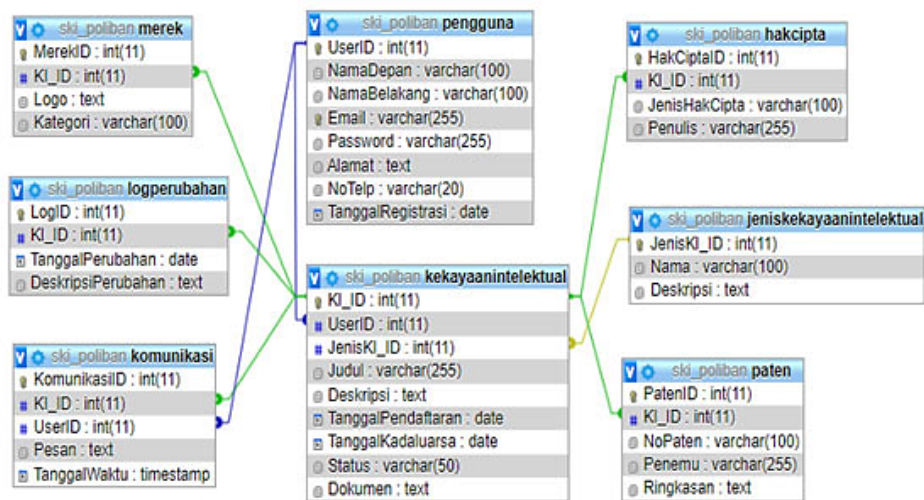 ski_poliban merek
MerekID : int(11)
KI_ID : int(11)
Logo : text
Kategori : varchar(100)
ski_poliban logperubahan
LogID : int(11)
KI_ID : int(11)
TanggalPerubahan : date
DeskripsiPerubahan : text
ski_poliban komunikasi
KomunikasiID : int(11)
KI_ID : int(11)
UserID : int(11)
Pesan : text
TanggalWaktu : timestamp
ski_poliban pengguna
UserID : int(11)
NamaDepan : varchar(100)
NamaBelakang : varchar(100)
Email : varchar(255)
Password : varchar(255)
Alamat : text
NoTelp : varchar(20)
TanggalRegistrasi : date
ski_poliban kekayaanintelektual
KI_ID : int(11)
UserID : int(11)
JenisKI_ID : int(11)
Judul : varchar(255)
Deskripsi : text
TanggalPendaftaran : date
TanggalKadaluarsa : date
Status : varchar(50)
Dokumen : text
ski_poliban hakcipta
HakCiptaID : int(11)
KI_ID : int(11)
JenisHakCipta : varchar(100)
Penulis : varchar(255)
ski_poliban jeniskekayaanintelektual
JenisKI_ID : int(11)
Nama : varchar(100)
Deskripsi : text
ski_poliban paten
PatenID : int(11)
KI_ID : int(11)
NoPaten : varchar(100)
Penemu : varchar(255)
Ringkasan : text